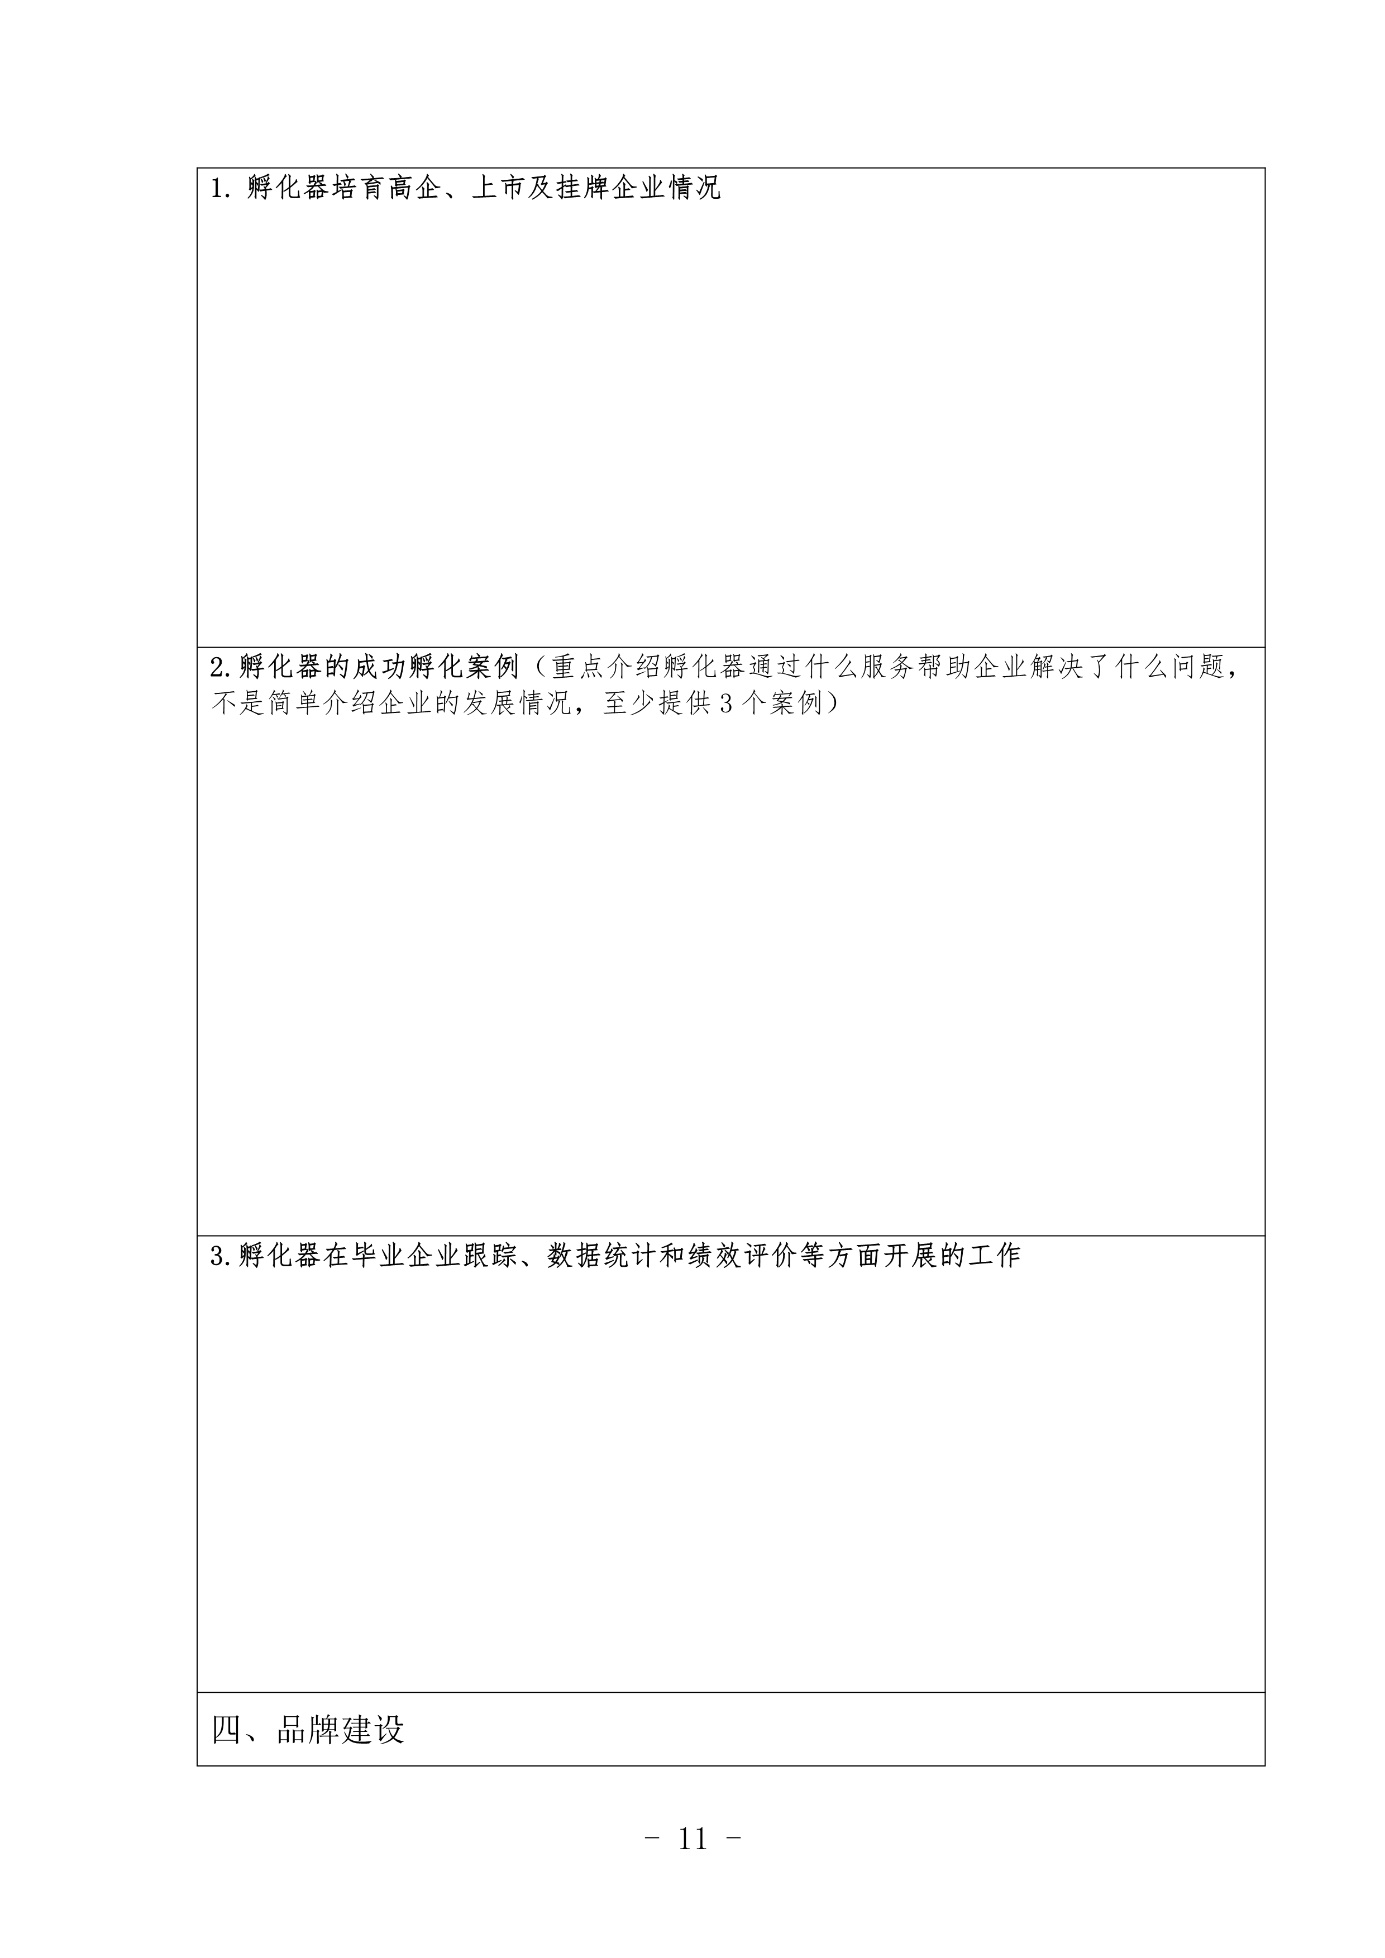 1. 孵化器培育高企、上市及挂牌企业情况
2.孵化器的成功孵化案例（重点介绍孵化器通过什么服务帮助企业解决了什么问题，
不是简单介绍企业的发展情况，至少提供 3 个案例）
3.孵化器在毕业企业跟踪、数据统计和绩效评价等方面开展的工作
四、品牌建设
- 11 -